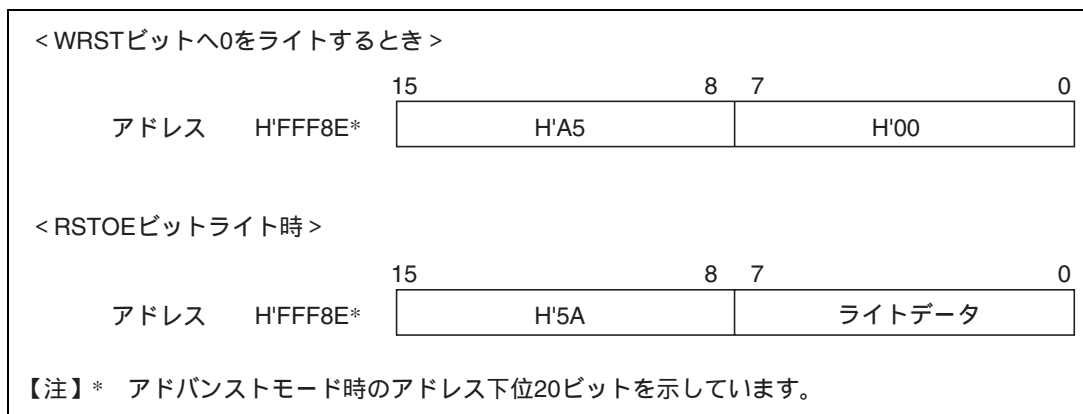 ＜WRSTビットへ0をライトするとき＞
15 8 7 0
アドレス H'FFF8E* H'A5 H'00
＜RSTOEビットライト時＞
15 8 7 0
アドレス H'FFF8E* H'5A ライトデータ
【注】* アドバンストモード時のアドレス下位20ビットを示しています。